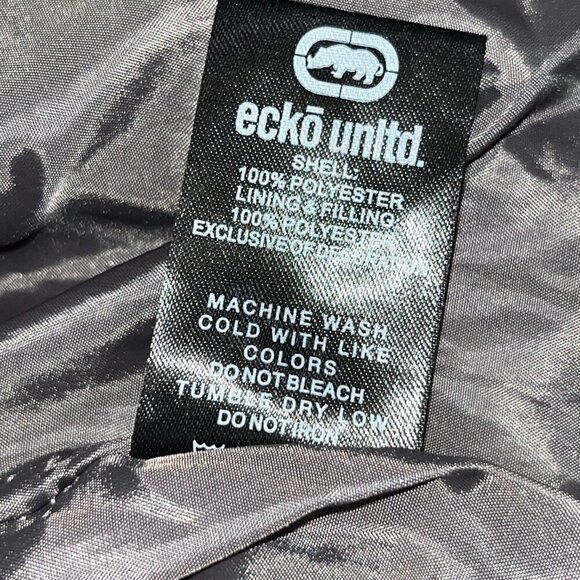 eckō unltd.
SHELL:
100% POLYESTER
LINING & FILLING
100% POLYESTER
EXCLUSIVE OF DECORATION
MACHINE WASH
COLD WITH LIKE
COLORS
DO NOT BLEACH
TUMBLE DRY LOW
DO NOT IRON